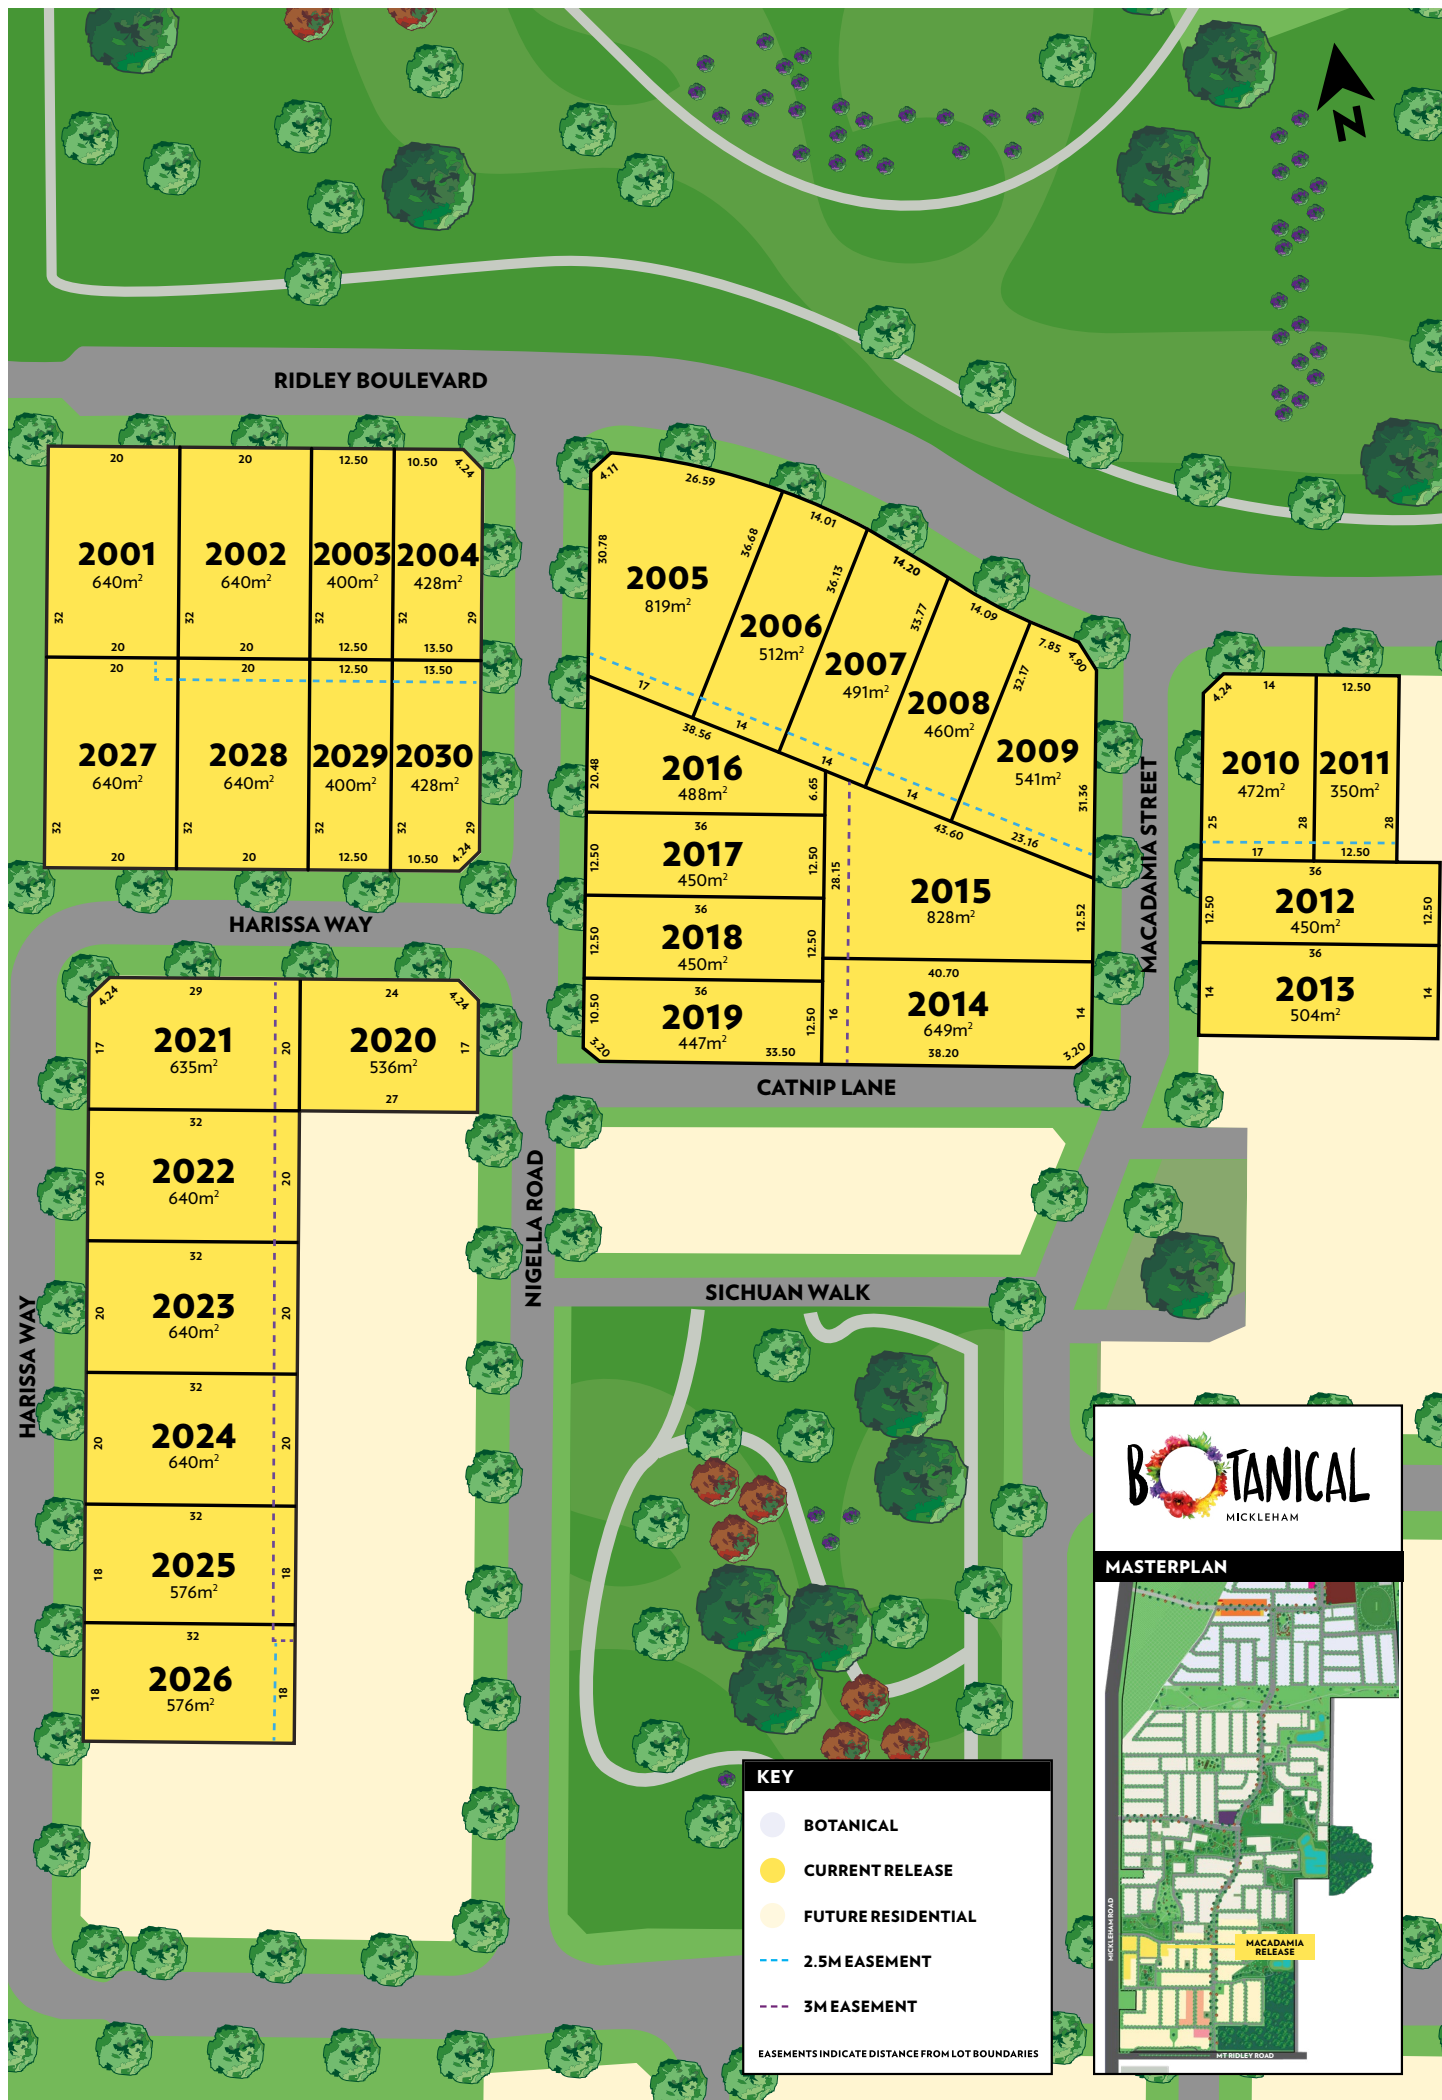 N
RIDLEY BOULEVARD
20
20
12.50
10.50
4.24
2001
640m²
32
20
2002
640m²
32
20
2003
400m²
32
12.50
2004
428m²
32
29
13.50
20
20
12.50
13.50
2027
640m²
32
20
2028
640m²
32
20
2029
400m²
32
12.50
2030
428m²
32
29
10.50
4.24
4.11
26.59
30.78
2005
819m²
17
36.68
14.01
2006
512m²
14
36.13
14.20
2007
491m²
14
33.77
14.09
2008
460m²
14
32.17
7.85
4.90
2009
541m²
31.36
23.16
38.56
20.48
2016
488m²
6.65
36
12.50
2017
450m²
12.50
36
12.50
2018
450m²
12.50
36
10.50
2019
447m²
12.50
3.20
33.50
43.60
28.15
2015
828m²
12.52
40.70
16
2014
649m²
14
38.20
3.20
MACADAMIA STREET
4.24
14
12.50
2010
472m²
25
28
17
2011
350m²
28
12.50
36
12.50
2012
450m²
12.50
36
14
2013
504m²
14
HARISSA WAY
4.24
29
17
2021
635m²
20
24
4.24
2020
536m²
17
27
32
20
2022
640m²
20
32
20
2023
640m²
20
32
20
2024
640m²
20
32
18
2025
576m²
18
32
18
2026
576m²
18
HARISSA WAY
CATNIP LANE
NIGELLA ROAD
SICHUAN WALK
KEY
BOTANICAL
CURRENT RELEASE
FUTURE RESIDENTIAL
2.5M EASEMENT
3M EASEMENT
EASEMENTS INDICATE DISTANCE FROM LOT BOUNDARIES
BOTANICAL
MICKLEHAM
MASTERPLAN
MICKLEHAM ROAD
MACADAMIA
RELEASE
MT RIDLEY ROAD